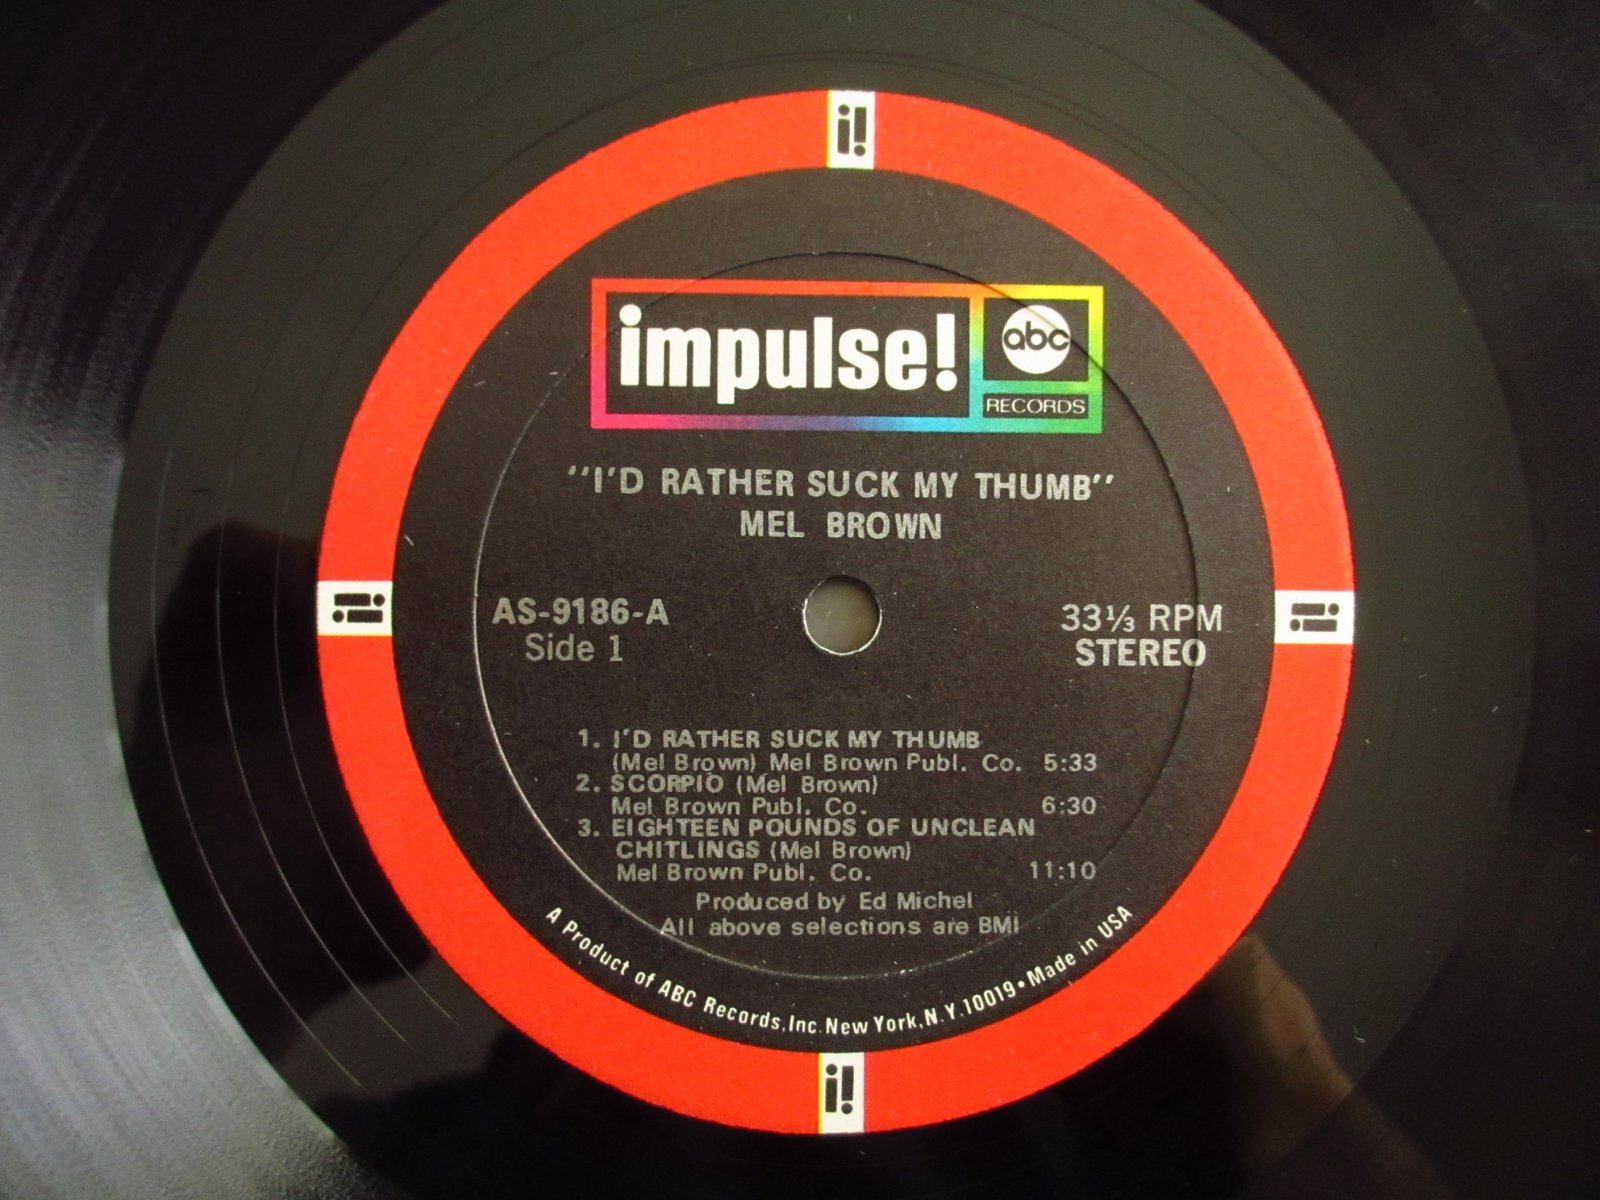 i!
impulse!
abc
RECORDS
"I'D RATHER SUCK MY THUMB"
MEL BROWN
AS-9186-A
Side 1
33⅓ RPM
STEREO
i!
i!
1. I'D RATHER SUCK MY THUMB
(Mel Brown) Mel Brown Publ. Co. 5:33
2. SCORPIO (Mel Brown)
Mel Brown Publ. Co. 6:30
3. EIGHTEEN POUNDS OF UNCLEAN
CHITLINGS (Mel Brown)
Mel Brown Publ. Co. 11:10
Produced by Ed Michel
All above selections are BMI
A Product of ABC Records, Inc. New York, N.Y. 10019 • Made in USA
i!